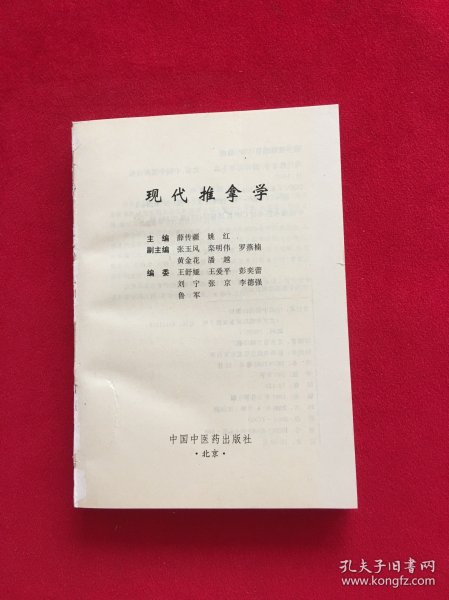 现代推拿学
主编 薛传疆 姚红
副主编 张玉凤 栾明伟 罗燕楠
黄金花 潘越
编委 王舒娅 王爱平 彭奕蕾
刘宁 张京 李德强
鲁军
中国中医药出版社
·北京·
孔夫子旧书网
www.kongfz.com